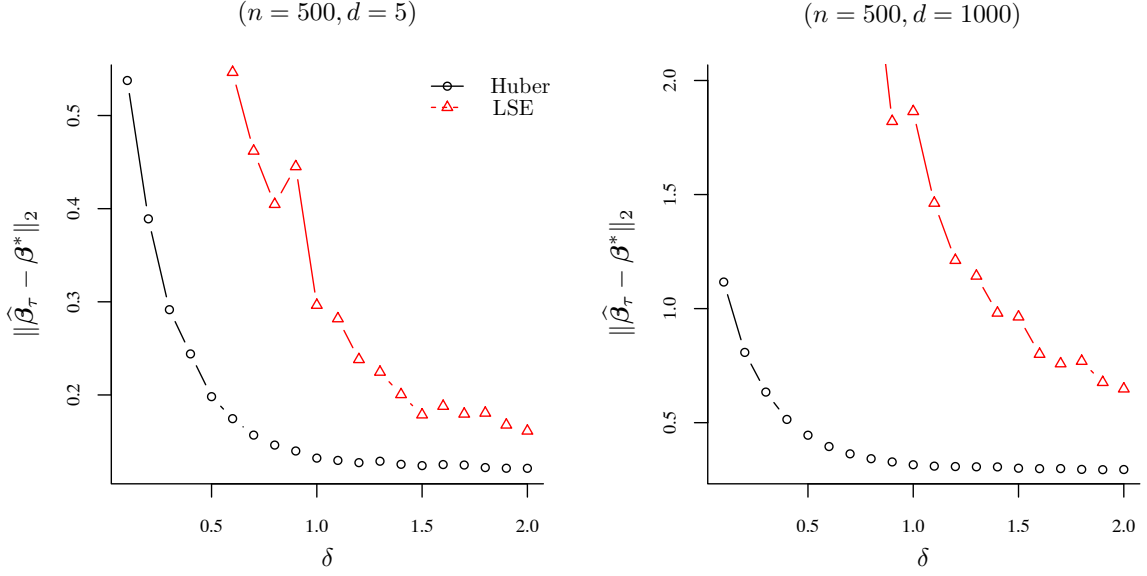 (n = 500, d = 5)
‖β̂τ − β*‖2
0.5
0.4
0.3
0.2
Huber
LSE
0.5 1.0 1.5 2.0
δ
(n = 500, d = 1000)
‖β̂τ − β*‖2
2.0
1.5
1.0
0.5
0.5 1.0 1.5 2.0
δ